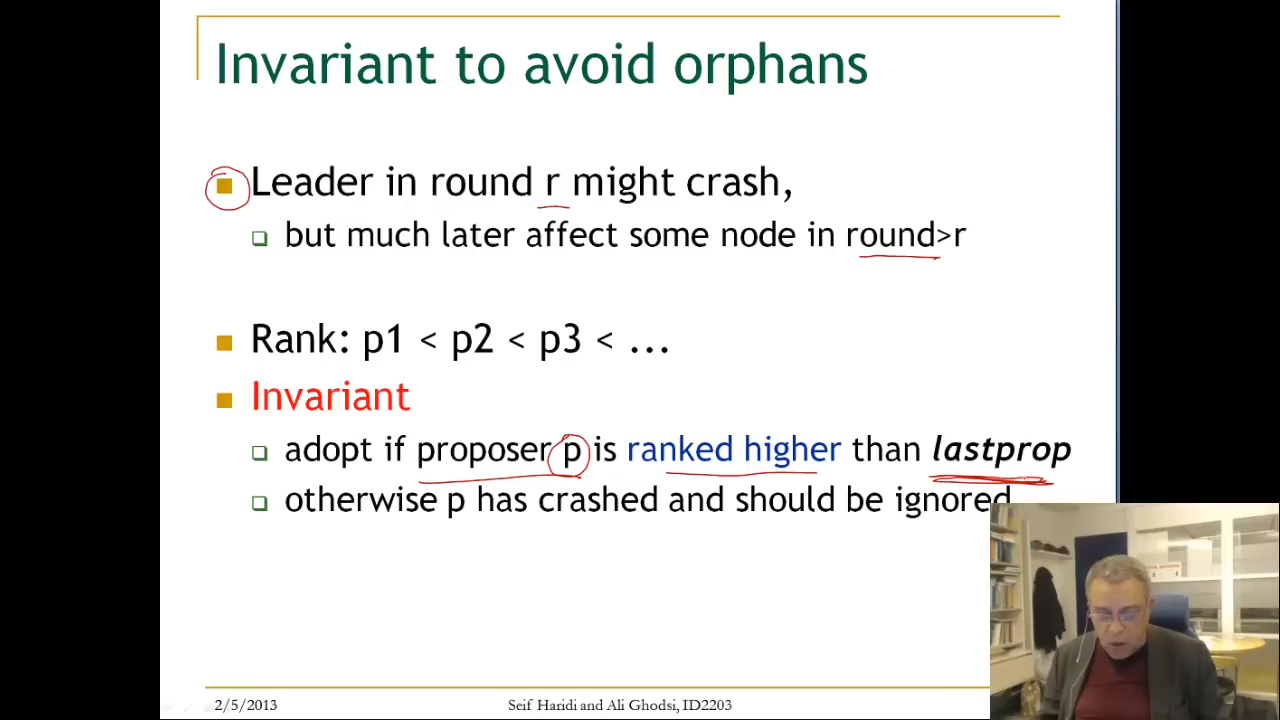 Invariant to avoid orphans
Leader in round r might crash,
but much later affect some node in round>r
Rank: p1 < p2 < p3 < ...
Invariant
adopt if proposer p is ranked higher than lastprop
otherwise p has crashed and should be ignored
2/5/2013
Seif Haridi and Ali Ghodsi, ID2203